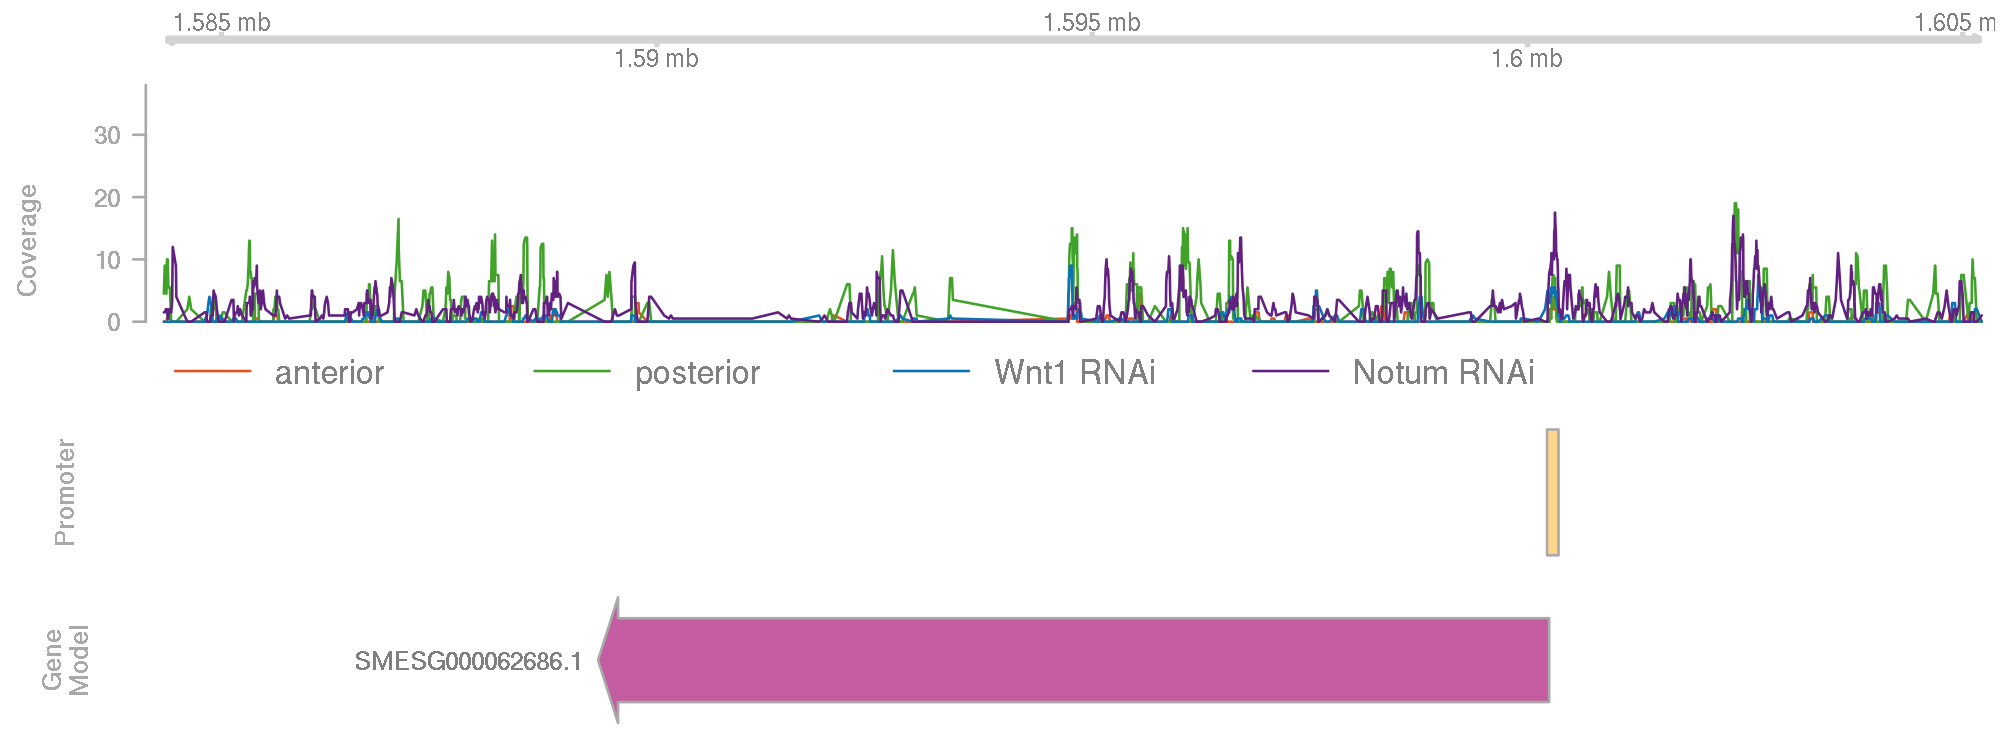 1.585 mb
1.595 mb
1.605 m
1.59 mb
1.6 mb
Coverage
30
20
10
0
anterior
posterior
Wnt1 RNAi
Notum RNAi
Promoter
Gene
Model
SMESG000062686.1